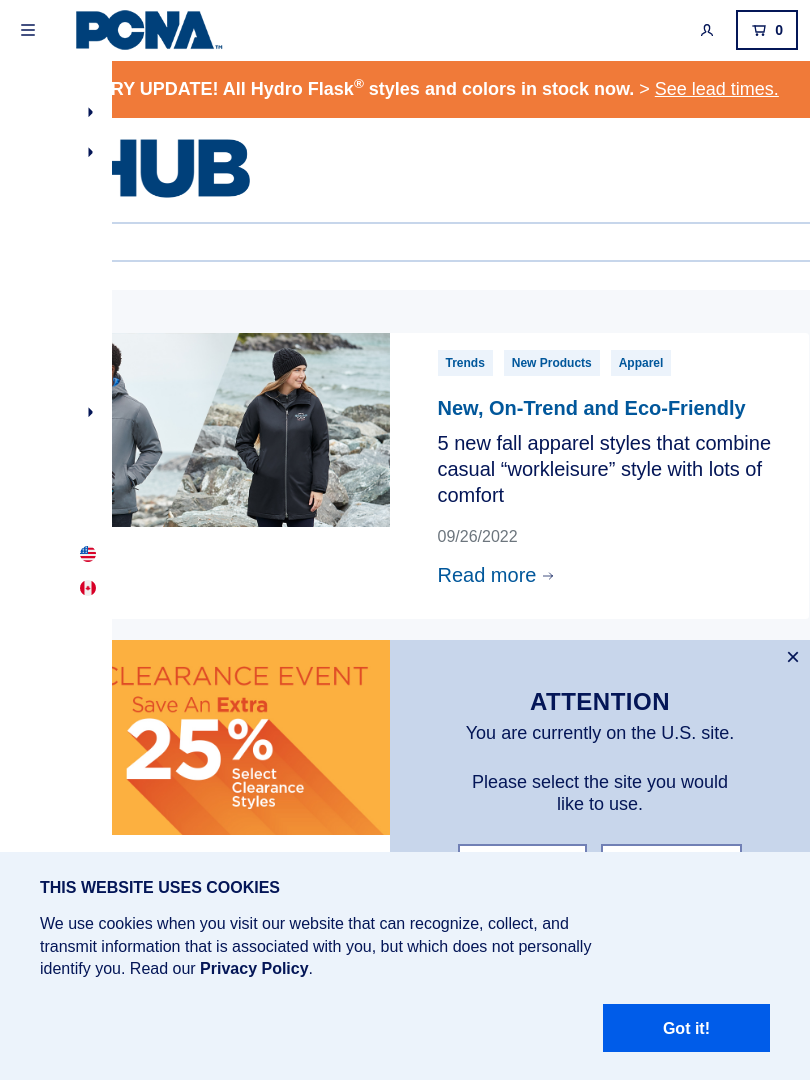 PCNA™
0
RY UPDATE! All Hydro Flask® styles and colors in stock now. > See lead times.
HUB
Trends
New Products
Apparel
New, On-Trend and Eco-Friendly
5 new fall apparel styles that combine
casual “workleisure” style with lots of
comfort
09/26/2022
Read more
CLEARANCE EVENT
Save An Extra
25%
Select
Clearance
Styles
ATTENTION
You are currently on the U.S. site.
Please select the site you would
like to use.
THIS WEBSITE USES COOKIES
We use cookies when you visit our website that can recognize, collect, and
transmit information that is associated with you, but which does not personally
identify you. Read our Privacy Policy.
Got it!